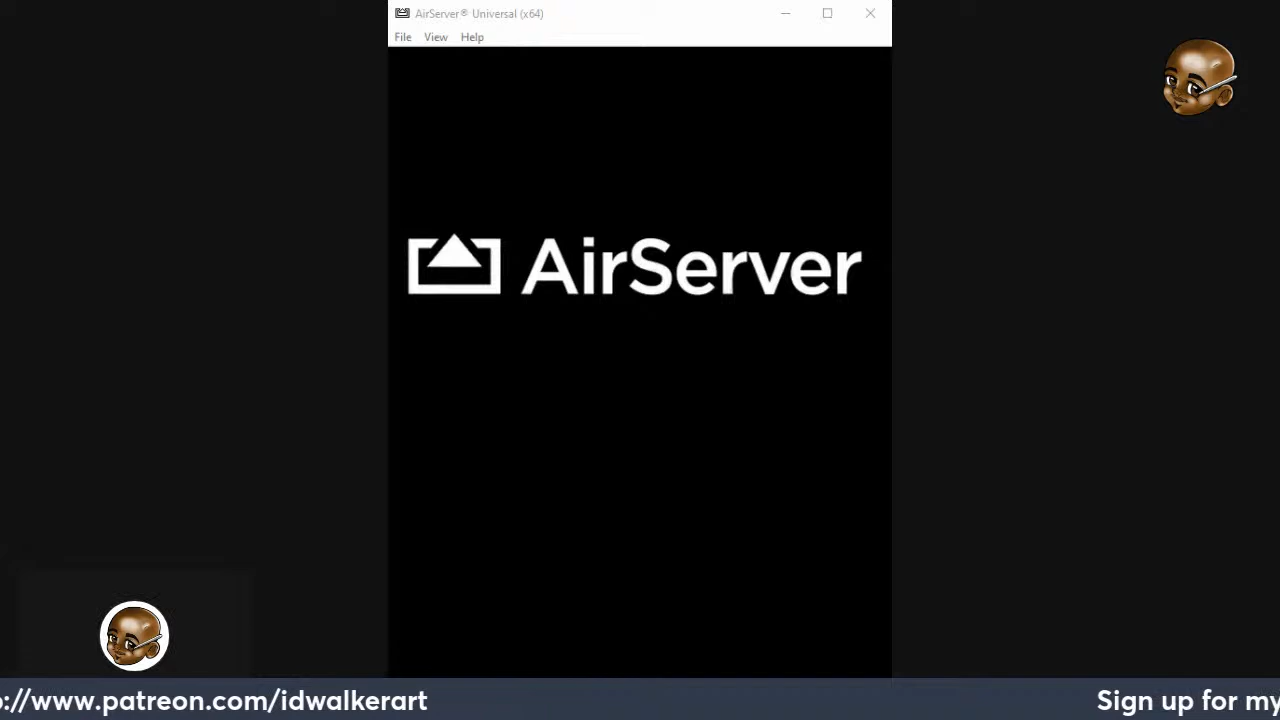 AirServer® Universal (x64)
File View Help
AirServer
://www.patreon.com/idwalkerart
Sign up for my